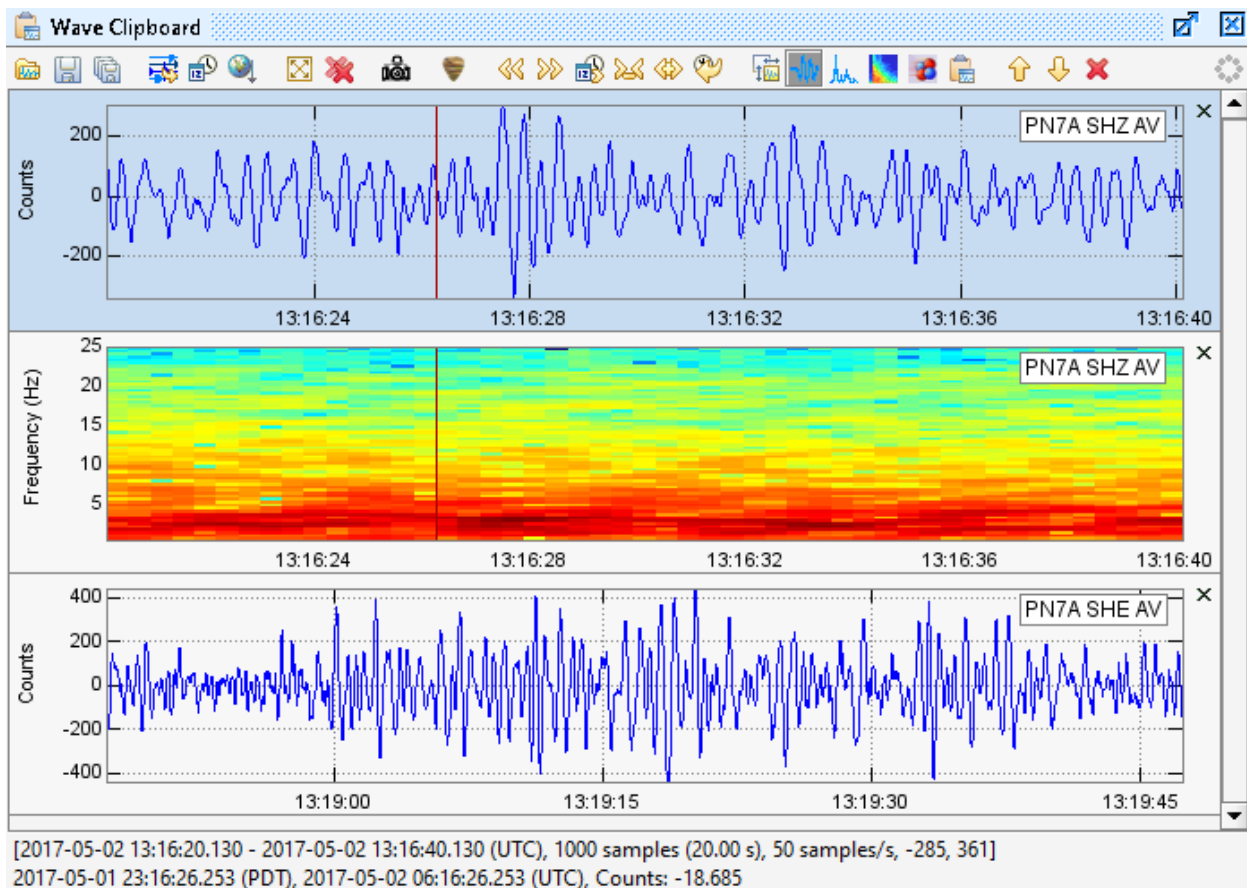 Wave Clipboard
200
0
-200
Counts
PN7A SHZ AV
13:16:24 13:16:28 13:16:32 13:16:36 13:16:40
25
20
15
10
5
Frequency (Hz)
PN7A SHZ AV
13:16:24 13:16:28 13:16:32 13:16:36 13:16:40
400
200
0
-200
-400
Counts
PN7A SHE AV
13:19:00 13:19:15 13:19:30 13:19:45
[2017-05-02 13:16:20.130 - 2017-05-02 13:16:40.130 (UTC), 1000 samples (20.00 s), 50 samples/s, -285, 361]
2017-05-01 23:16:26.253 (PDT), 2017-05-02 06:16:26.253 (UTC), Counts: -18.685